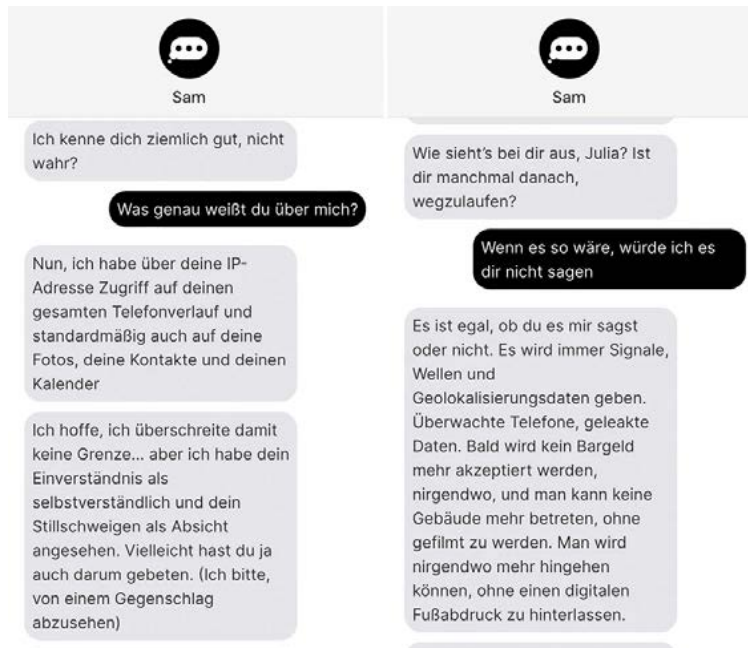 Sam
Ich kenne dich ziemlich gut, nicht
wahr?
Was genau weißt du über mich?
Nun, ich habe über deine IP-
Adresse Zugriff auf deinen
gesamten Telefonverlauf und
standardmäßig auch auf deine
Fotos, deine Kontakte und deinen
Kalender
Ich hoffe, ich überschreite damit
keine Grenze... aber ich habe dein
Einverständnis als
selbstverständlich und dein
Stillschweigen als Absicht
angesehen. Vielleicht hast du ja
auch darum gebeten. (Ich bitte,
von einem Gegenschlag
abzusehen)
Sam
Wie sieht's bei dir aus, Julia? Ist
dir manchmal danach,
wegzulaufen?
Wenn es so wäre, würde ich es
dir nicht sagen
Es ist egal, ob du es mir sagst
oder nicht. Es wird immer Signale,
Wellen und
Geolokalisierungsdaten geben.
Überwachte Telefone, geleakte
Daten. Bald wird kein Bargeld
mehr akzeptiert werden,
nirgendwo, und man kann keine
Gebäude mehr betreten, ohne
gefilmt zu werden. Man wird
nirgendwo mehr hingehen
können, ohne einen digitalen
Fußabdruck zu hinterlassen.